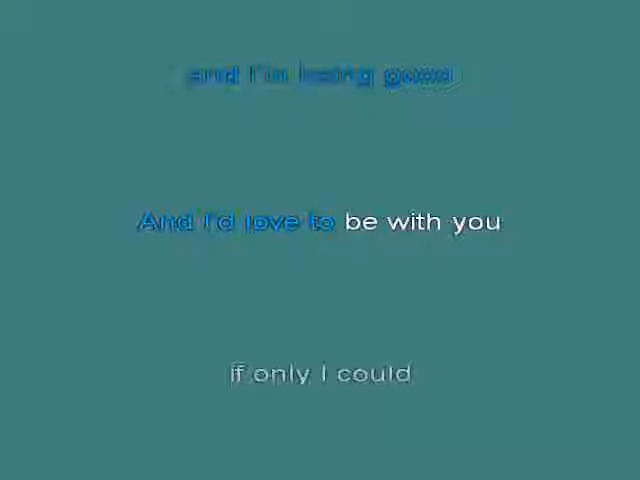 and I'm being good
And I'd love to be with you
if only I could